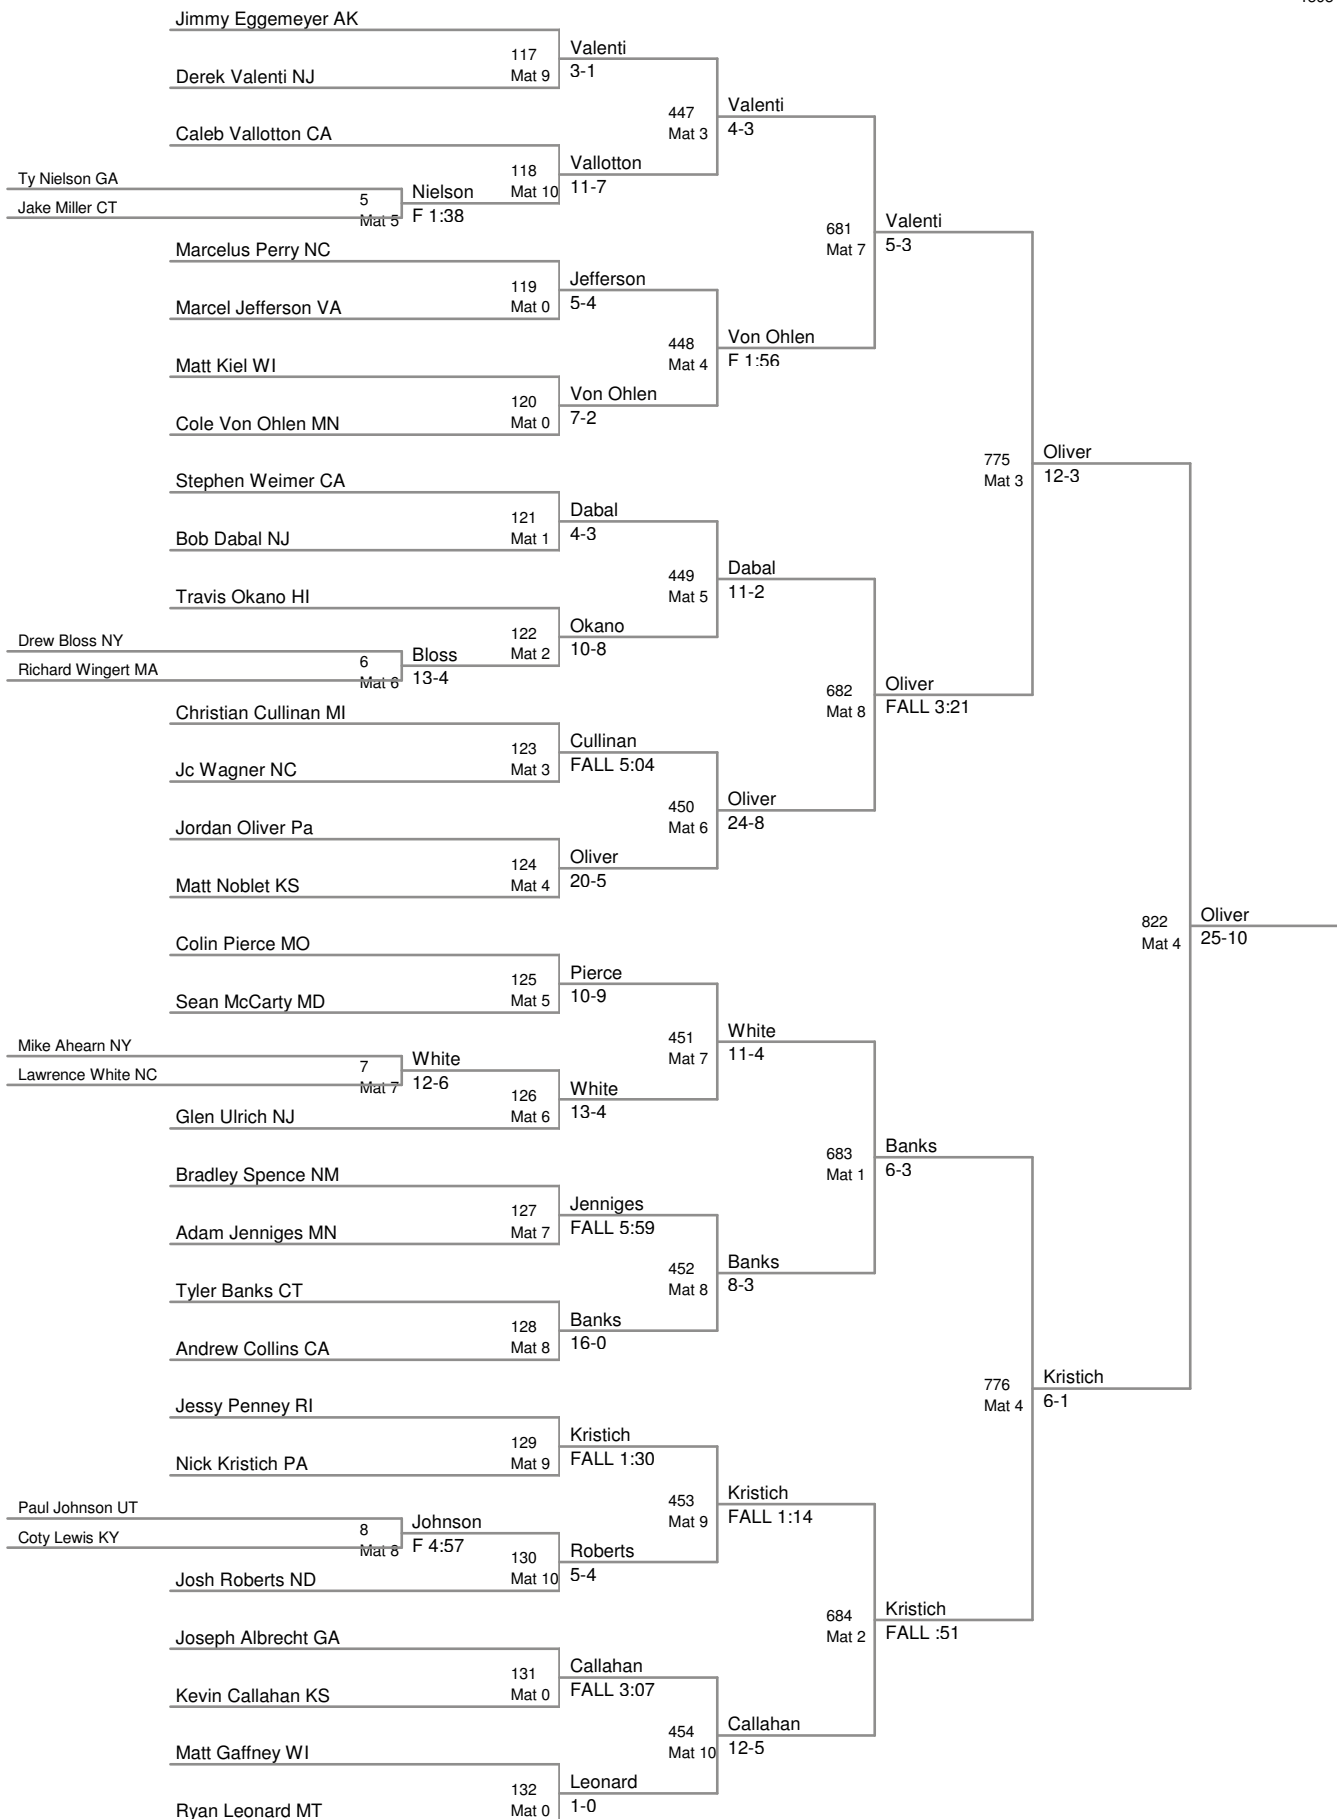 Jimmy Eggemeyer AK
117
Mat 9
Valenti
3-1
Derek Valenti NJ
447
Mat 3
Valenti
4-3
Caleb Vallotton CA
118
Mat 10
Vallotton
11-7
Ty Nielson GA
5
Mat 5
Nielson
F 1:38
Jake Miller CT
681
Mat 7
Valenti
5-3
Marcelus Perry NC
119
Mat 0
Jefferson
5-4
Marcel Jefferson VA
448
Mat 4
Von Ohlen
F 1:56
Matt Kiel WI
120
Mat 0
Von Ohlen
7-2
Cole Von Ohlen MN
775
Mat 3
Oliver
12-3
Stephen Weimer CA
121
Mat 1
Dabal
4-3
Bob Dabal NJ
449
Mat 5
Dabal
11-2
Travis Okano HI
122
Mat 2
Okano
10-8
Drew Bloss NY
6
Mat 6
Bloss
13-4
Richard Wingert MA
682
Mat 8
Oliver
FALL 3:21
Christian Cullinan MI
123
Mat 3
Cullinan
FALL 5:04
Jc Wagner NC
450
Mat 6
Oliver
24-8
Jordan Oliver Pa
124
Mat 4
Oliver
20-5
Matt Noblet KS
822
Mat 4
Oliver
25-10
Colin Pierce MO
125
Mat 5
Pierce
10-9
Sean McCarty MD
451
Mat 7
White
11-4
Mike Ahearn NY
7
Mat 7
White
12-6
Lawrence White NC
126
Mat 6
White
13-4
Glen Ulrich NJ
683
Mat 1
Banks
6-3
Bradley Spence NM
127
Mat 7
Jenniges
FALL 5:59
Adam Jenniges MN
452
Mat 8
Banks
8-3
Tyler Banks CT
128
Mat 8
Banks
16-0
Andrew Collins CA
776
Mat 4
Kristich
6-1
Jessy Penney RI
129
Mat 9
Kristich
FALL 1:30
Nick Kristich PA
453
Mat 9
Kristich
FALL 1:14
Paul Johnson UT
8
Mat 8
Johnson
F 4:57
Coty Lewis KY
130
Mat 10
Roberts
5-4
Josh Roberts ND
684
Mat 2
Kristich
FALL :51
Joseph Albrecht GA
131
Mat 0
Callahan
FALL 3:07
Kevin Callahan KS
454
Mat 10
Callahan
12-5
Matt Gaffney WI
132
Mat 0
Leonard
1-0
Ryan Leonard MT